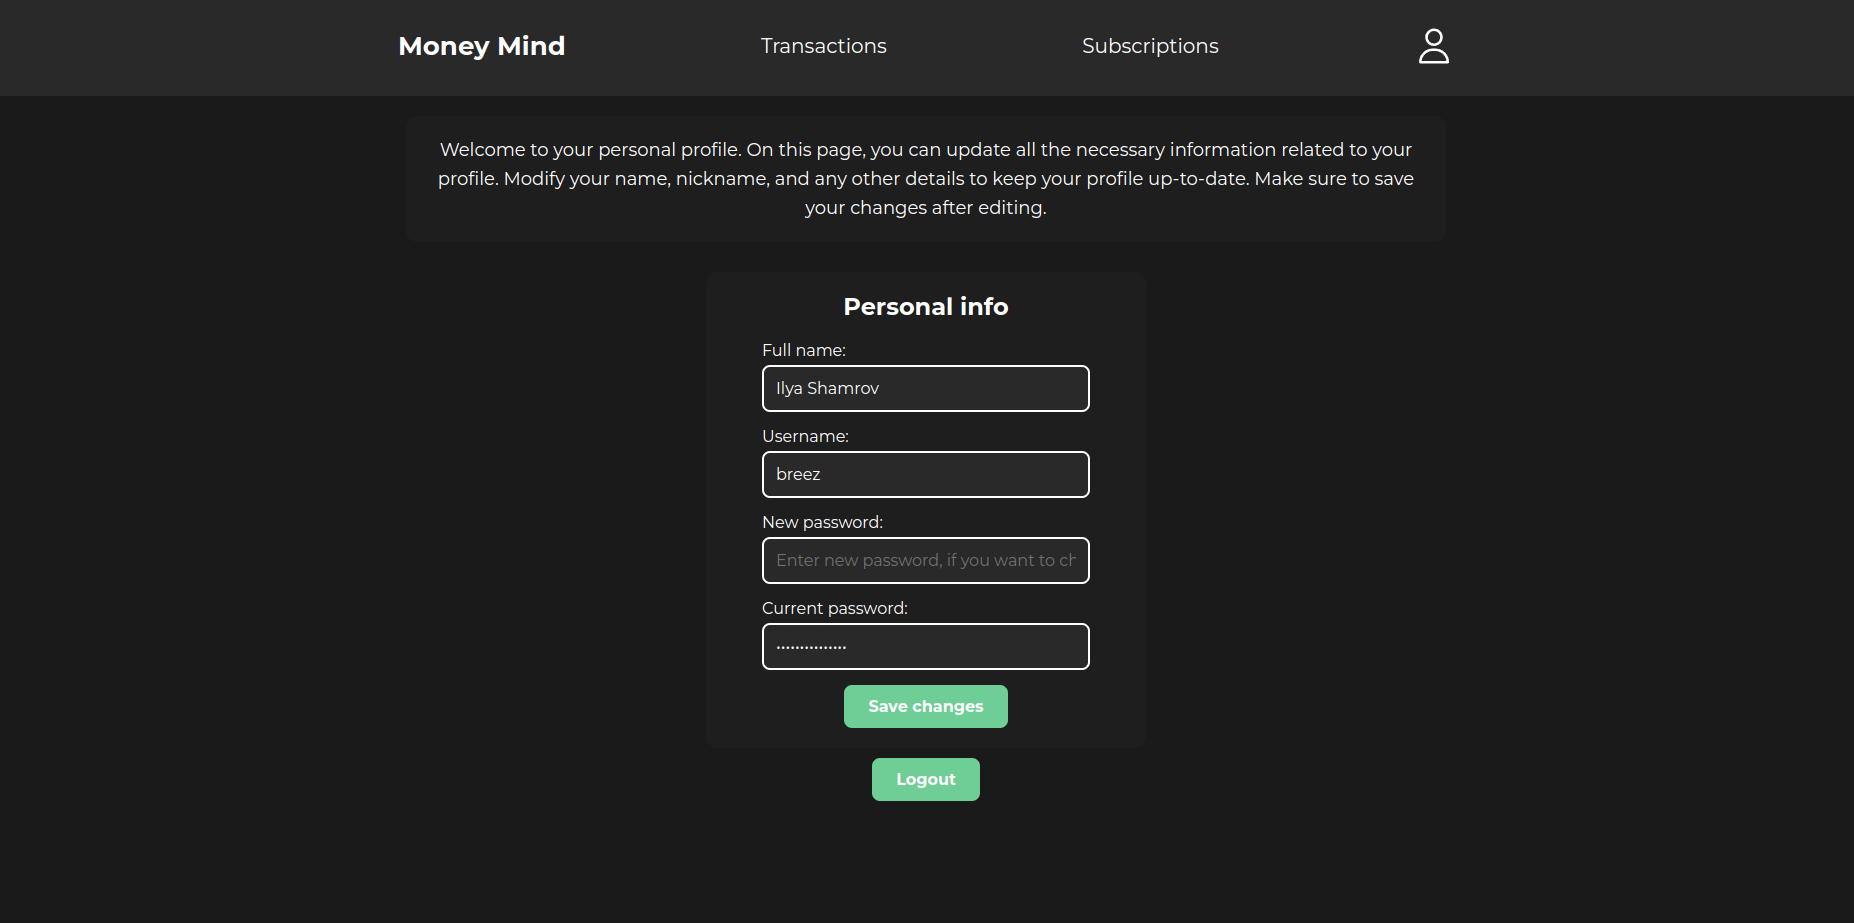 Money Mind
Transactions
Subscriptions
Welcome to your personal profile. On this page, you can update all the necessary information related to your
profile. Modify your name, nickname, and any other details to keep your profile up-to-date. Make sure to save
your changes after editing.
Personal info
Full name:
Ilya Shamrov
Username:
breez
New password:
Enter new password, if you want to ch
Current password:
•••••••••••••••
Save changes
Logout